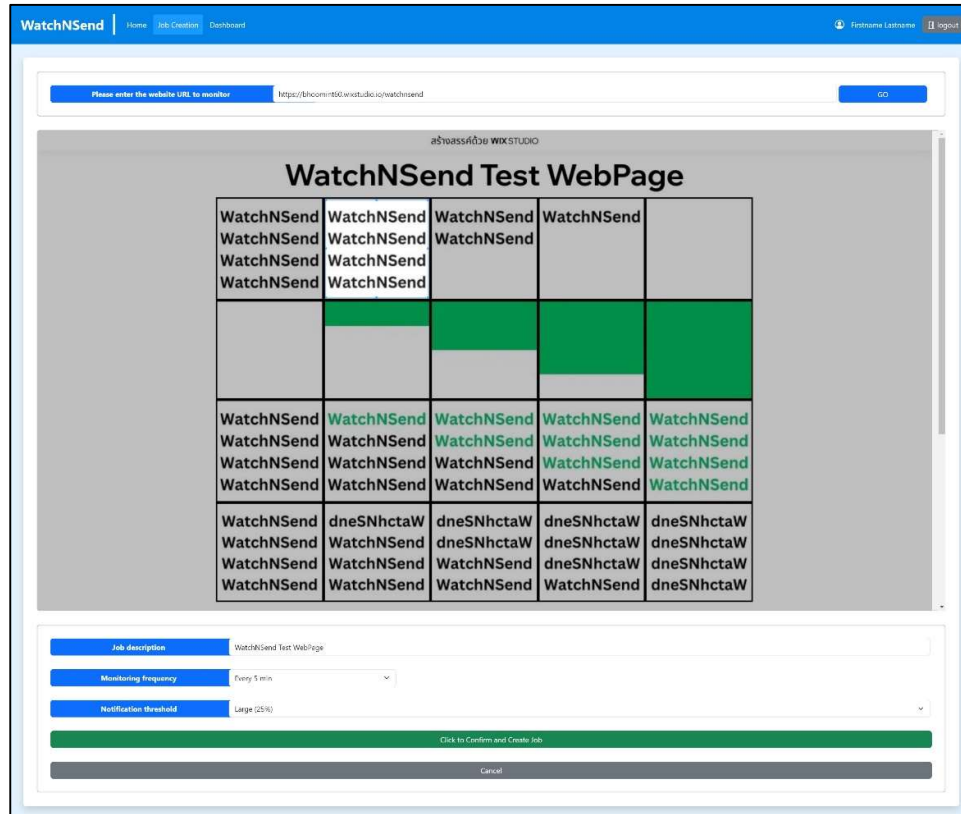 WatchNSend Home Job Creation Dashboard Firstname Lastname logout
Please enter the website URL to monitor https://bhoomint60.wixstudio.io/watchnsend GO
สร้างสรรค์ด้วย WIX STUDIO
WatchNSend Test WebPage
WatchNSend WatchNSend WatchNSend WatchNSend
WatchNSend WatchNSend WatchNSend
WatchNSend WatchNSend
WatchNSend WatchNSend
WatchNSend WatchNSend WatchNSend WatchNSend WatchNSend
WatchNSend WatchNSend WatchNSend WatchNSend WatchNSend
WatchNSend WatchNSend WatchNSend WatchNSend WatchNSend
WatchNSend WatchNSend WatchNSend WatchNSend WatchNSend
WatchNSend dneSNhctaW dneSNhctaW dneSNhctaW dneSNhctaW
WatchNSend WatchNSend dneSNhctaW dneSNhctaW dneSNhctaW
WatchNSend WatchNSend WatchNSend dneSNhctaW dneSNhctaW
WatchNSend WatchNSend WatchNSend WatchNSend dneSNhctaW
Job description WatchNSend Test WebPage
Monitoring frequency Every 5 min
Notification threshold Large (25%)
Click to Confirm and Create Job
Cancel